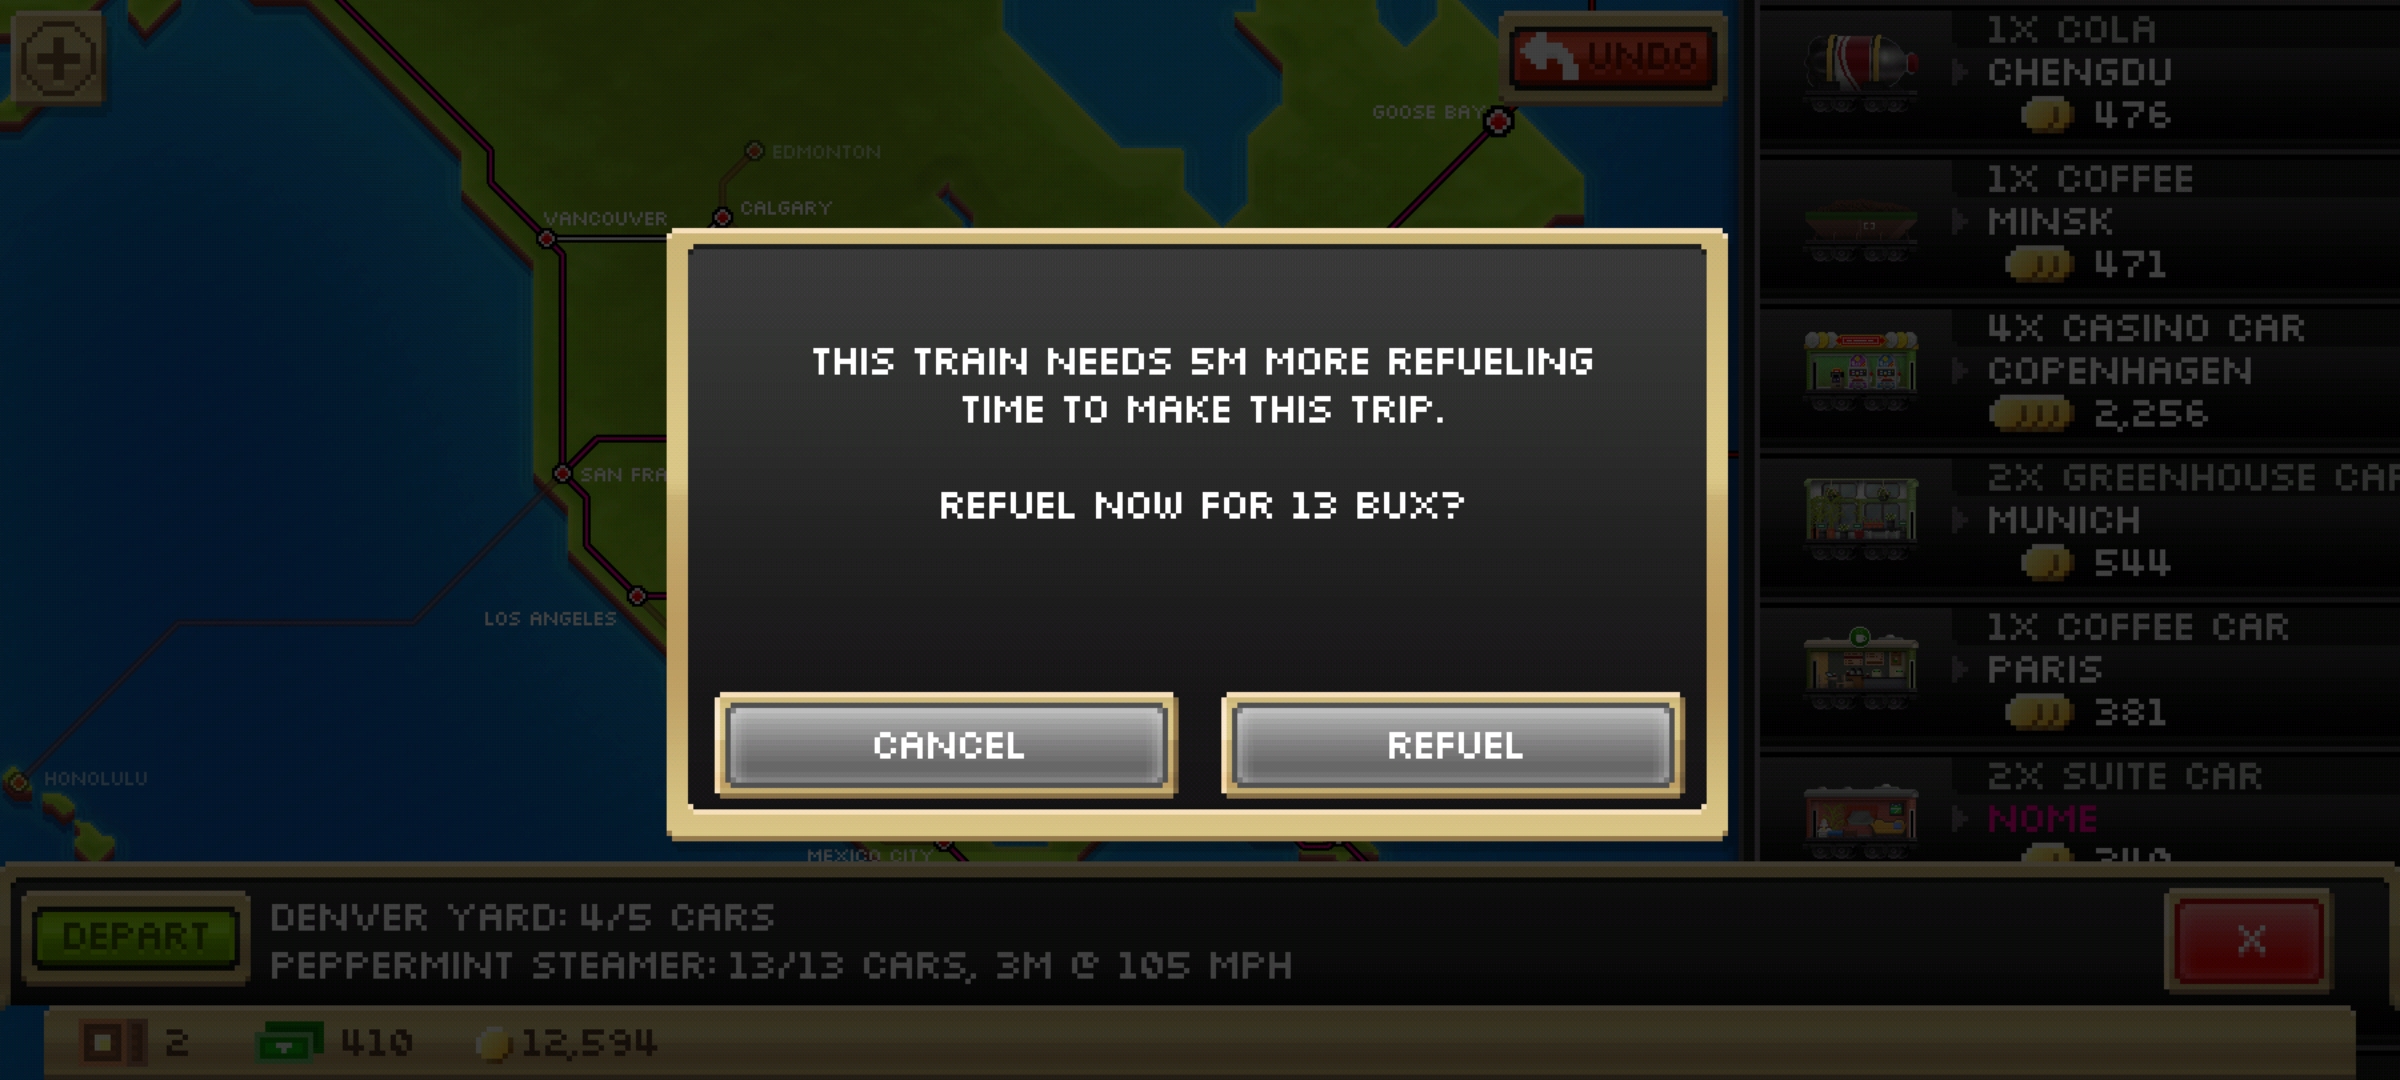 UNDO
GOOSE BAY
EDMONTON
CALGARY
VANCOUVER
SAN FRA
LOS ANGELES
HONOLULU
MEXICO CITY
THIS TRAIN NEEDS 5M MORE REFUELING
TIME TO MAKE THIS TRIP.
REFUEL NOW FOR 13 BUX?
CANCEL
REFUEL
1X COLA
CHENGDU
476
1X COFFEE
MINSK
471
4X CASINO CAR
COPENHAGEN
2,256
2X GREENHOUSE CAR
MUNICH
544
1X COFFEE CAR
PARIS
381
2X SUITE CAR
NOME
DEPART
DENVER YARD: 4/5 CARS
PEPPERMINT STEAMER: 13/13 CARS, 3M @ 105 MPH
X
2
410
12,594